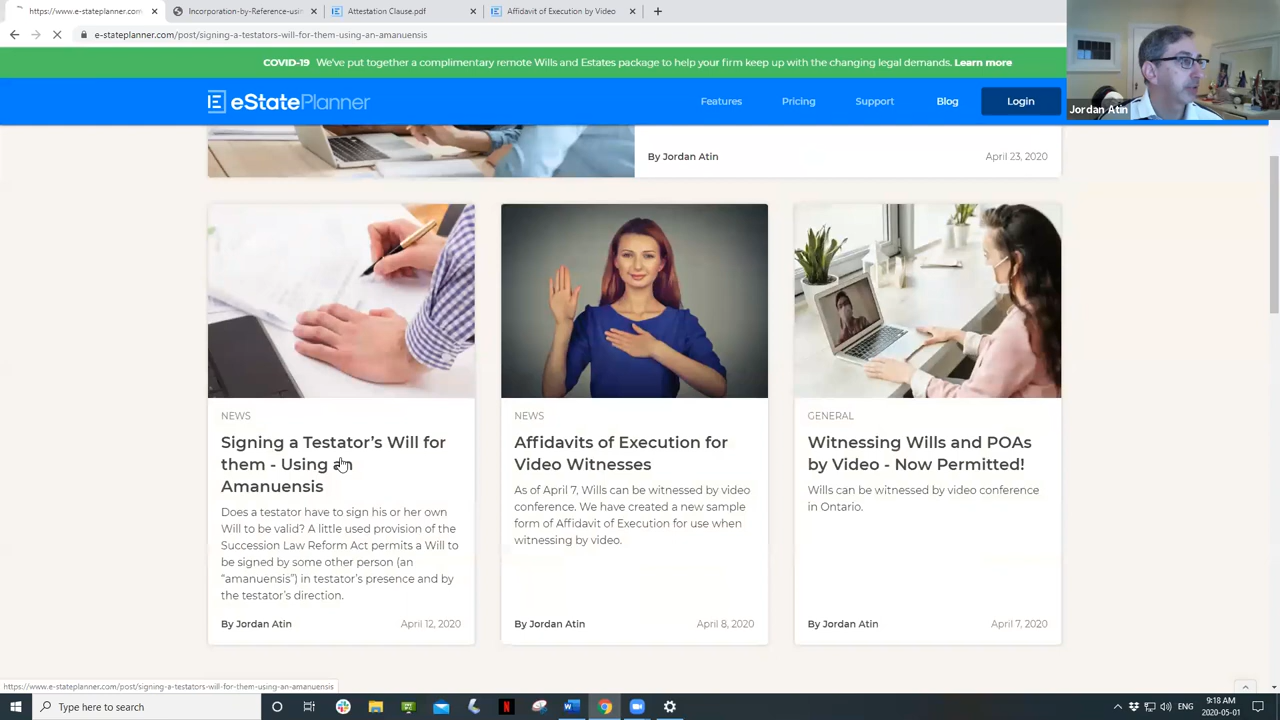 https://www.e-stateplanner.com/po
Incorporation-by-Reference-usin
Attestation Clause.pdf
Affidavit of Execution by Video
e-stateplanner.com/post/signing-a-testators-will-for-them-using-an-amanuensis
COVID-19 We've put together a complimentary remote Wills and Estates package to help your firm keep up with the changing legal demands. Learn more
eStatePlanner
Features
Pricing
Support
Blog
Login
Jordan Atin
By Jordan Atin
April 23, 2020
NEWS
Signing a Testator's Will for
them - Using an
Amanuensis
Does a testator have to sign his or her own
Will to be valid? A little used provision of the
Succession Law Reform Act permits a Will to
be signed by some other person (an
"amanuensis") in testator's presence and by
the testator's direction.
By Jordan Atin
April 12, 2020
NEWS
Affidavits of Execution for
Video Witnesses
As of April 7, Wills can be witnessed by video
conference. We have created a new sample
form of Affidavit of Execution for use when
witnessing by video.
By Jordan Atin
April 8, 2020
GENERAL
Witnessing Wills and POAs
by Video - Now Permitted!
Wills can be witnessed by video conference
in Ontario.
By Jordan Atin
April 7, 2020
https://www.e-stateplanner.com/post/signing-a-testators-will-for-them-using-an-amanuensis
Type here to search
ENG
9:18 AM
2020-05-01